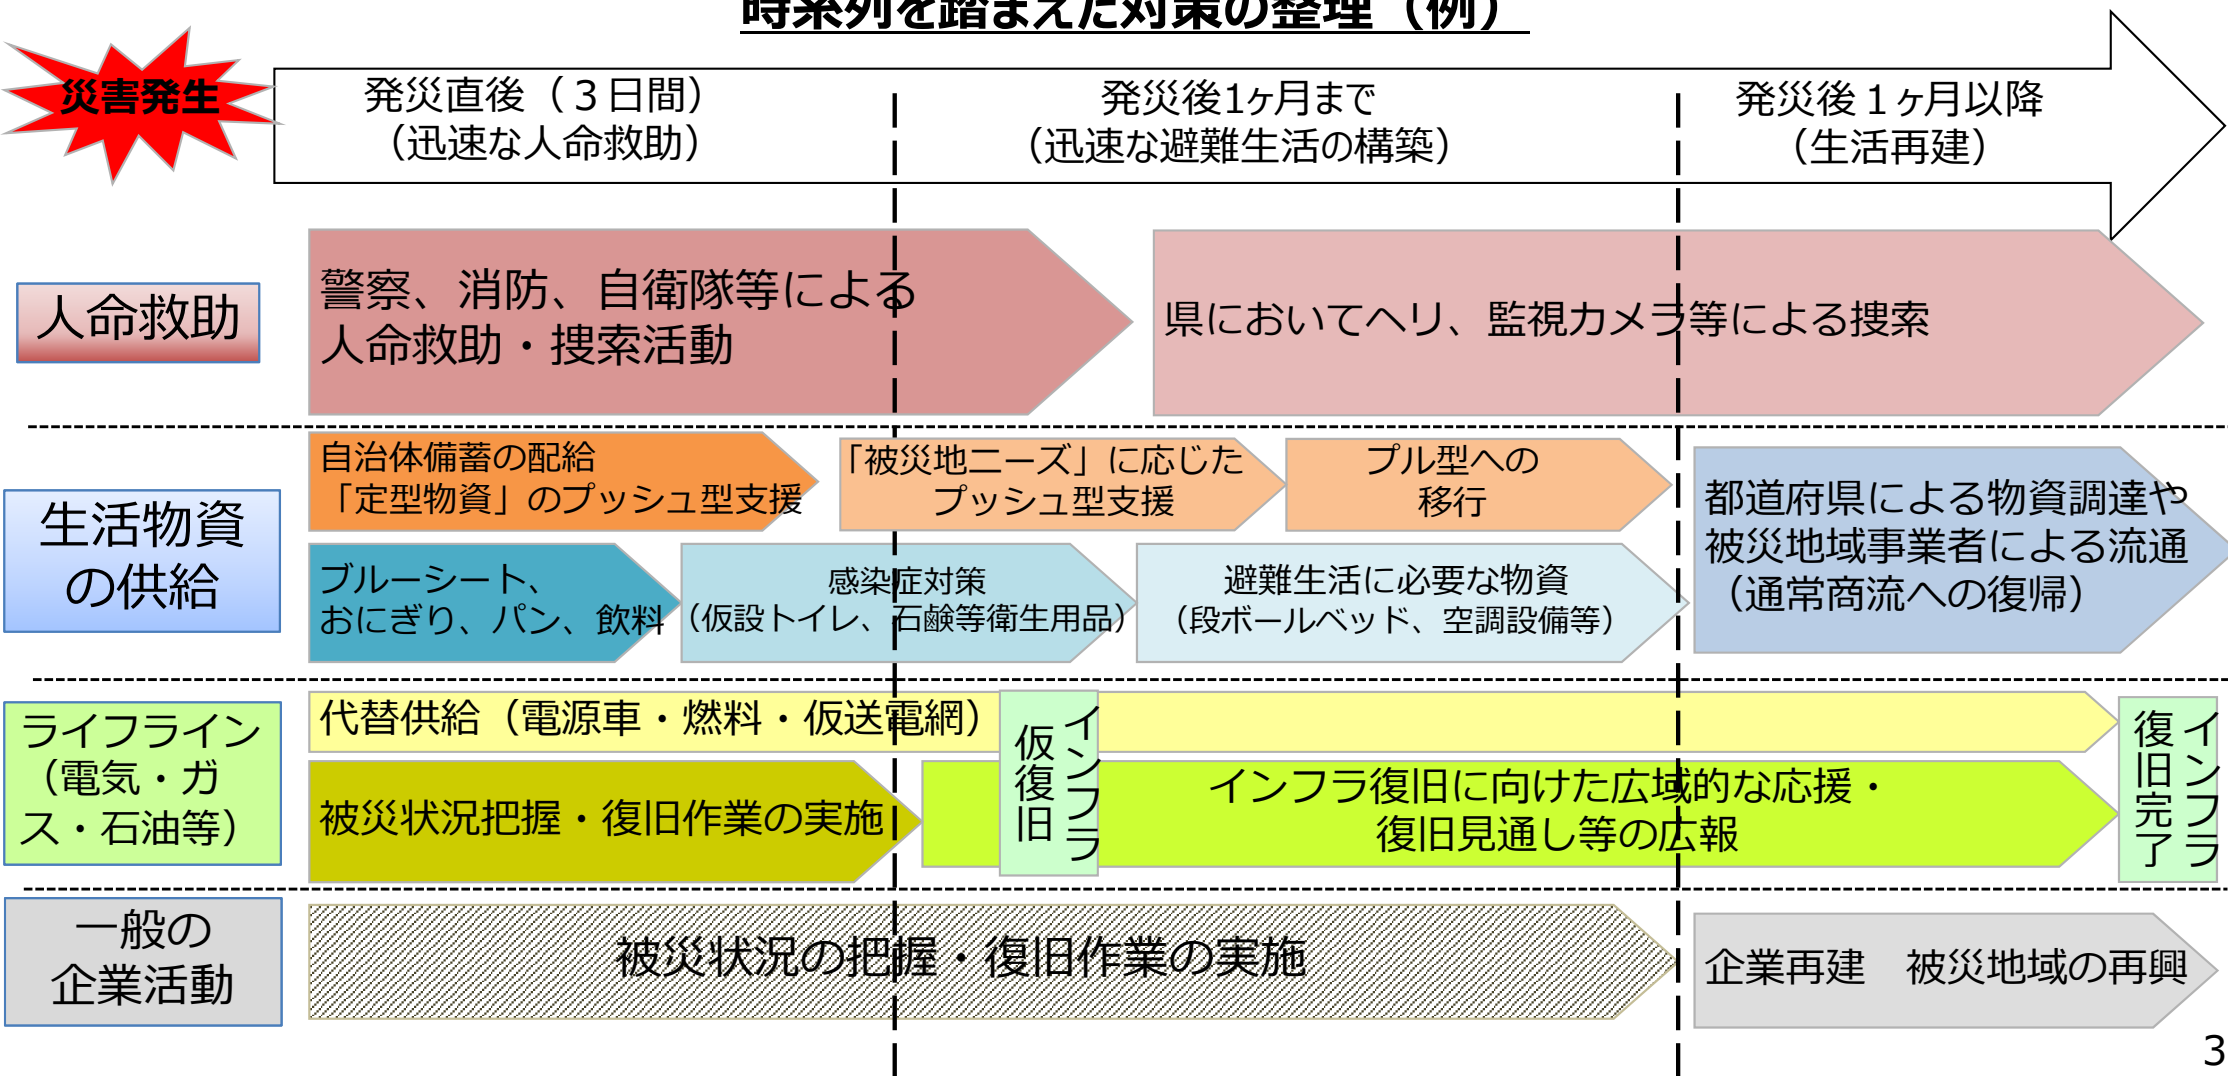 時系列を踏まえた対策の整理（例）
災害発生
発災直後（３日間）
（迅速な人命救助）
発災後1ヶ月まで
（迅速な避難生活の構築）
発災後１ヶ月以降
（生活再建）
人命救助
警察、消防、自衛隊等による
人命救助・捜索活動
県においてヘリ、監視カメラ等による捜索
生活物資
の供給
自治体備蓄の配給
「定型物資」のプッシュ型支援
「被災地ニーズ」に応じた
プッシュ型支援
プル型への
移行
ブルーシート、
おにぎり、パン、飲料
感染症対策
（仮設トイレ、石鹸等衛生用品）
避難生活に必要な物資
（段ボールベッド、空調設備等）
都道府県による物資調達や
被災地域事業者による流通
（通常商流への復帰）
ライフライン
（電気・ガ
ス・石油等）
代替供給（電源車・燃料・仮送電網）
被災状況把握・復旧作業の実施
インフラ
仮復旧
インフラ復旧に向けた広域的な応援・
復旧見通し等の広報
インフラ
復旧完了
一般の
企業活動
被災状況の把握・復旧作業の実施
企業再建　被災地域の再興
3